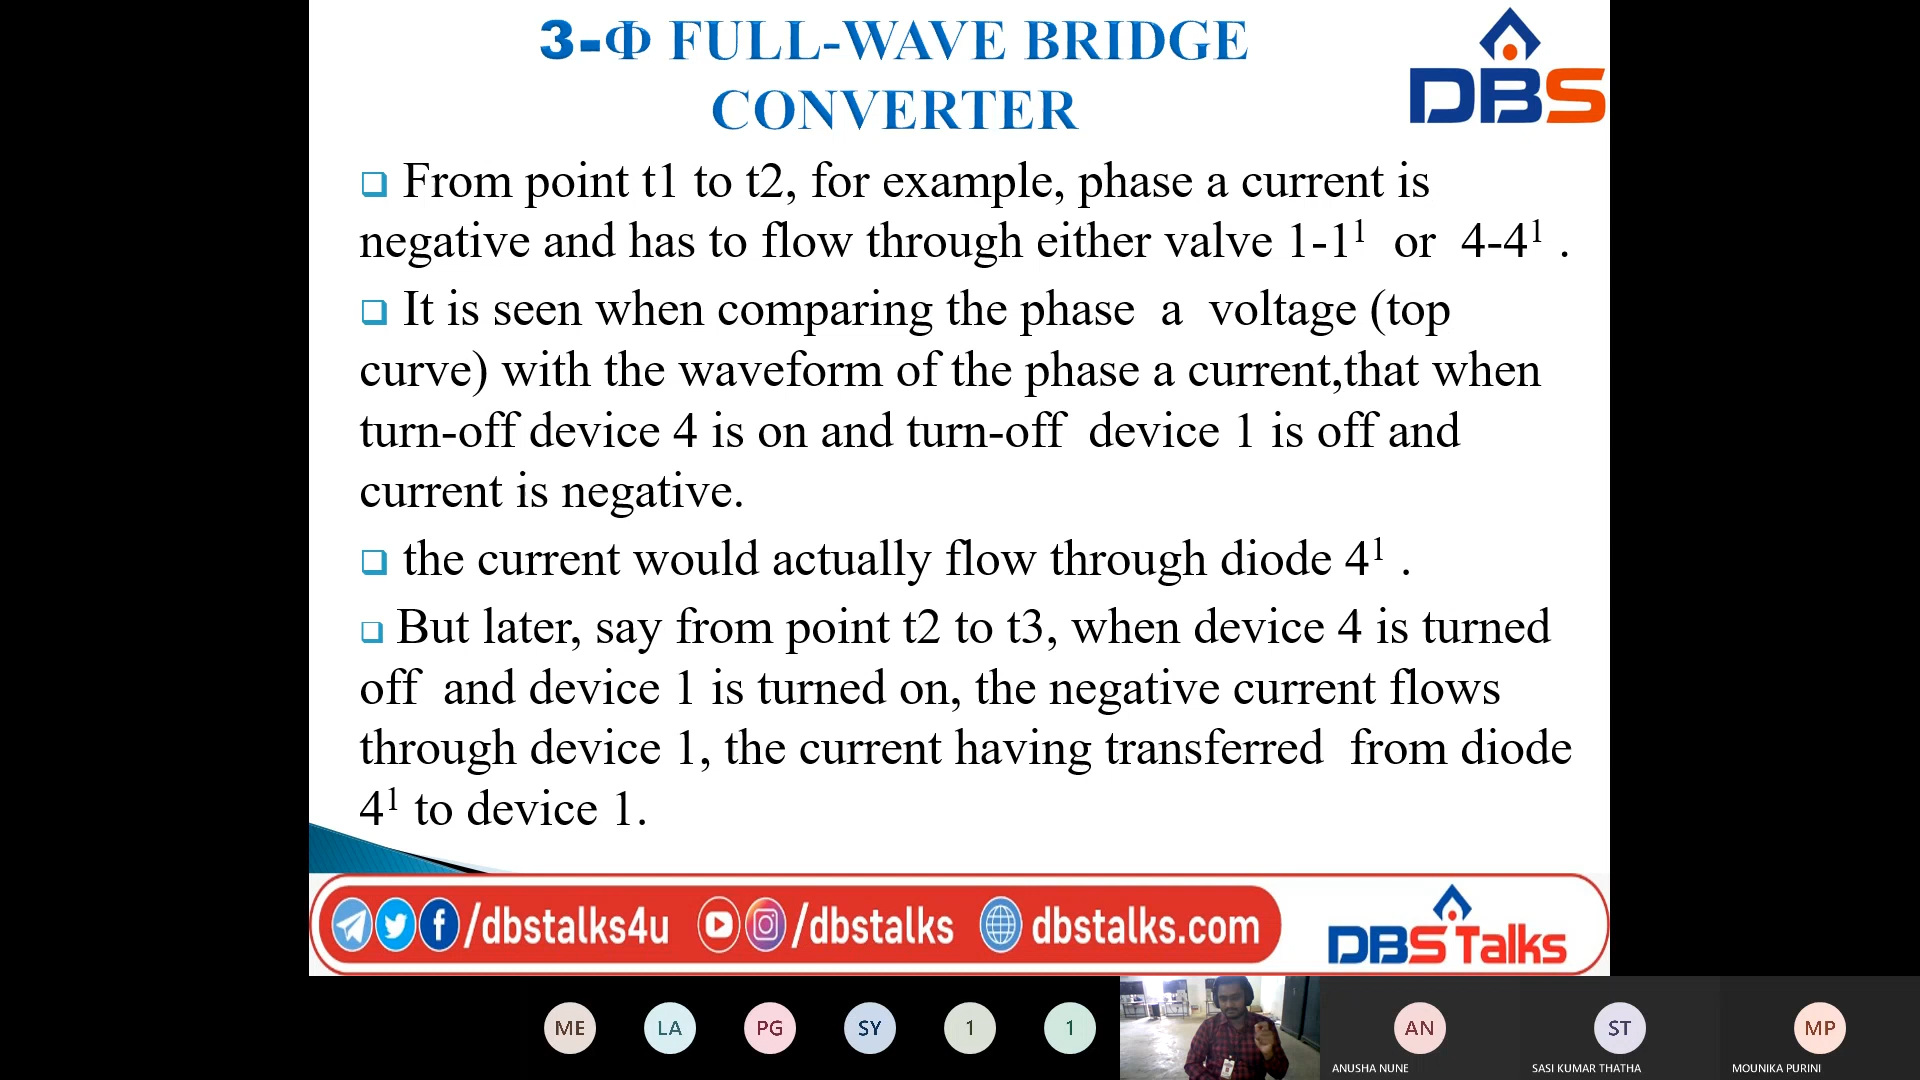 3-Φ FULL-WAVE BRIDGE
CONVERTER
DBS
From point t1 to t2, for example, phase a current is
negative and has to flow through either valve 1-1¹ or 4-4¹ .
It is seen when comparing the phase a voltage (top
curve) with the waveform of the phase a current,that when
turn-off device 4 is on and turn-off device 1 is off and
current is negative.
the current would actually flow through diode 4¹ .
But later, say from point t2 to t3, when device 4 is turned
off and device 1 is turned on, the negative current flows
through device 1, the current having transferred from diode
4¹ to device 1.
/dbstalks4u /dbstalks dbstalks.com
DBS Talks
ME LA PG SY 1 1 AN ST MP
ANUSHA NUNE SASI KUMAR THATHA MOUNIKA PURINI